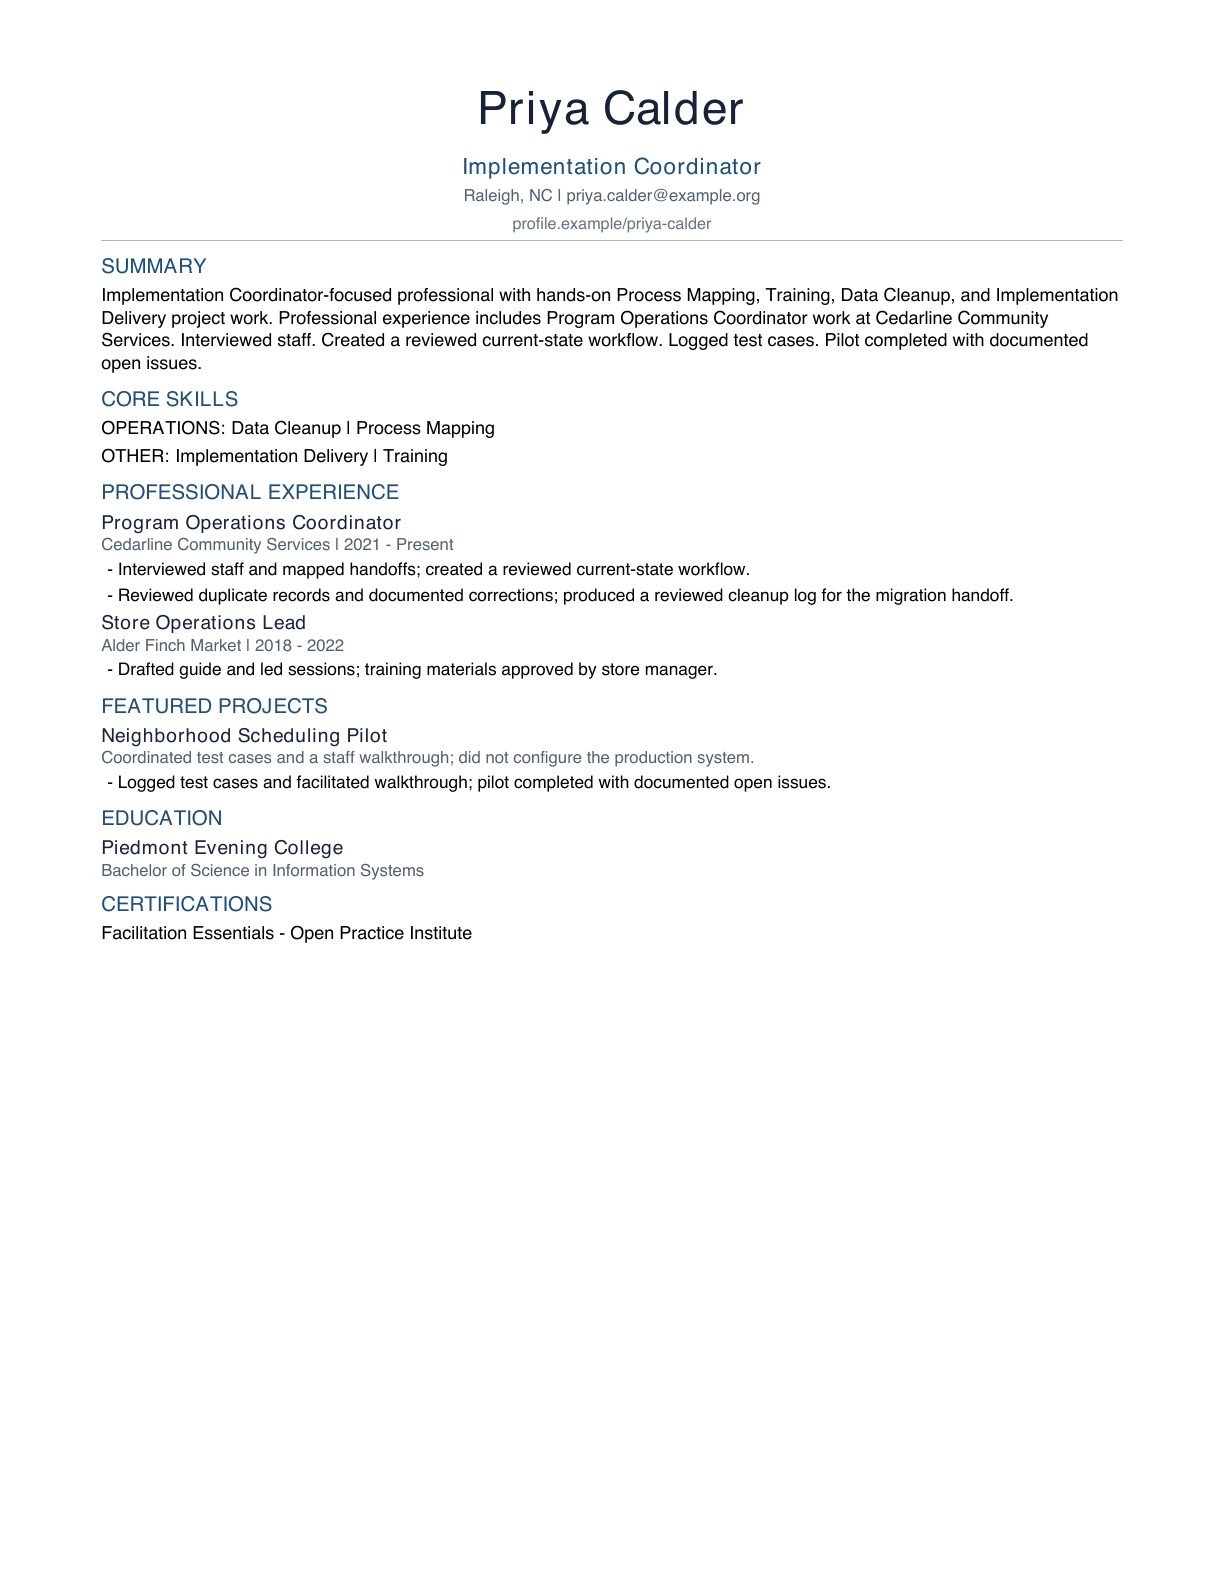 Priya Calder
Implementation Coordinator
Raleigh, NC | priya.calder@example.org
profile.example/priya-calder
SUMMARY
Implementation Coordinator-focused professional with hands-on Process Mapping, Training, Data Cleanup, and Implementation
Delivery project work. Professional experience includes Program Operations Coordinator work at Cedarline Community
Services. Interviewed staff. Created a reviewed current-state workflow. Logged test cases. Pilot completed with documented
open issues.
CORE SKILLS
OPERATIONS: Data Cleanup | Process Mapping
OTHER: Implementation Delivery | Training
PROFESSIONAL EXPERIENCE
Program Operations Coordinator
Cedarline Community Services | 2021 - Present
- Interviewed staff and mapped handoffs; created a reviewed current-state workflow.
- Reviewed duplicate records and documented corrections; produced a reviewed cleanup log for the migration handoff.
Store Operations Lead
Alder Finch Market | 2018 - 2022
- Drafted guide and led sessions; training materials approved by store manager.
FEATURED PROJECTS
Neighborhood Scheduling Pilot
Coordinated test cases and a staff walkthrough; did not configure the production system.
- Logged test cases and facilitated walkthrough; pilot completed with documented open issues.
EDUCATION
Piedmont Evening College
Bachelor of Science in Information Systems
CERTIFICATIONS
Facilitation Essentials - Open Practice Institute